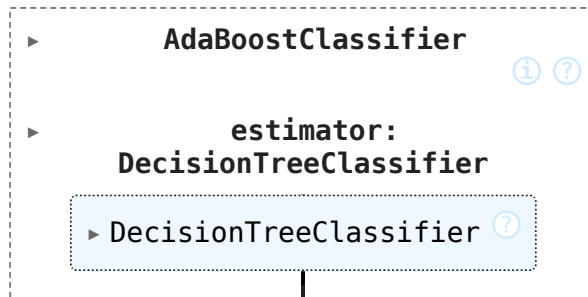 AdaBoostClassifier
i ?
estimator:
DecisionTreeClassifier
DecisionTreeClassifier ?